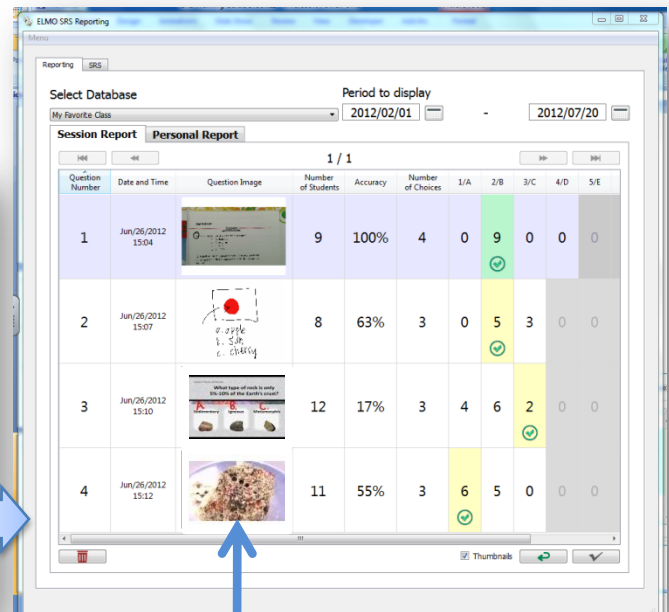 ELMO SRS Reporting
Menu
Reporting SRS
Select Database Period to display
My Favorite Class 2012/02/01 - 2012/07/20
Session Report Personal Report
1 / 1
Question Number Date and Time Question Image Number of Students Accuracy Number of Choices 1/A 2/B 3/C 4/D 5/E
1 Jun/26/2012 15:04 9 100% 4 0 9 0 0 0
2 Jun/26/2012 15:07 8 63% 3 0 5 3 0 0
a. apple
b. sun
c. cherry
3 Jun/26/2012 15:10 12 17% 3 4 6 2 0 0
What type of rock is only
5%-10% of the Earth's crust?
A. B. C.
Sedimentary Igneous Metamorphic
4 Jun/26/2012 15:12 11 55% 3 6 5 0 0 0
Thumbnails